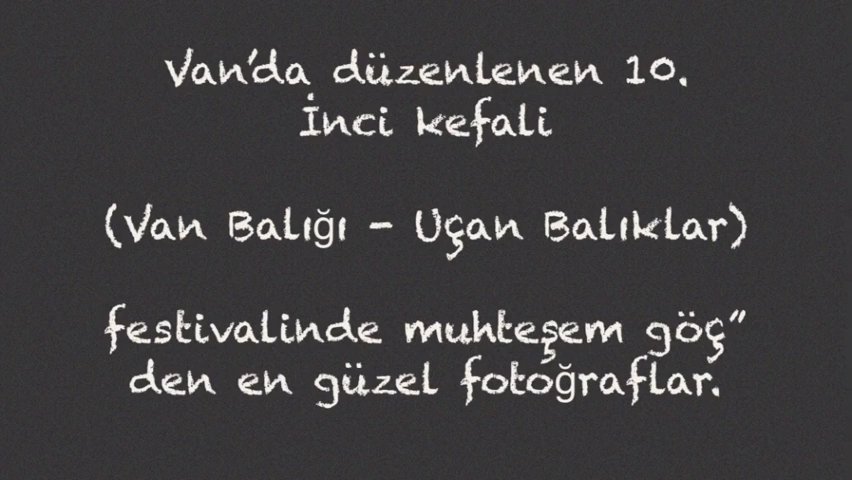 Van'da düzenlenen 10.
İnci kefali
(Van Balığı - Uçan Balıklar)
festivalinde muhteşem göç”
den en güzel fotoğraflar.